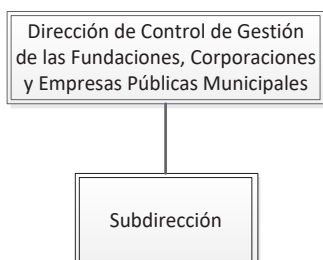 Dirección de Control de Gestión
de las Fundaciones, Corporaciones
y Empresas Públicas Municipales
Subdirección